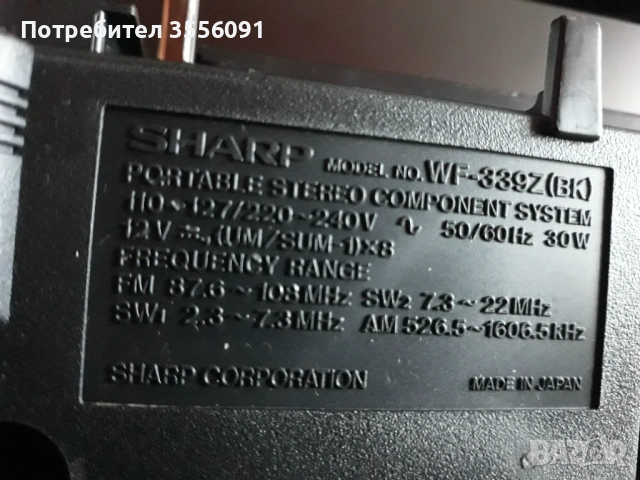 Потребител 3556091
SHARP MODEL NO. WF-339Z(BK)
PORTABLE STEREO COMPONENT SYSTEM
110~127/220~240V ∿ 50/60Hz 30W
12V ⎓, (UM/SUM-1)×8
FREQUENCY RANGE
FM 87.6~108MHz SW2 7.3~22MHz
SW1 2.3~7.3MHz AM 526.5~1606.5kHz
SHARP CORPORATION MADE IN JAPAN
BAZAR